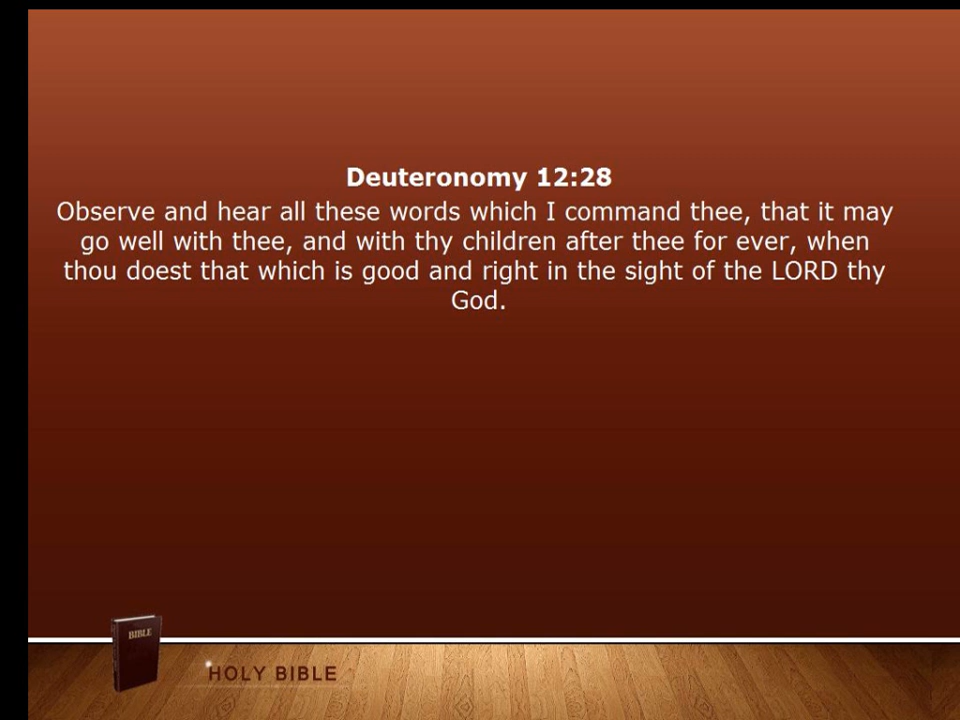 Deuteronomy 12:28
Observe and hear all these words which I command thee, that it may
go well with thee, and with thy children after thee for ever, when
thou doest that which is good and right in the sight of the LORD thy
God.
BIBLE
HOLY BIBLE